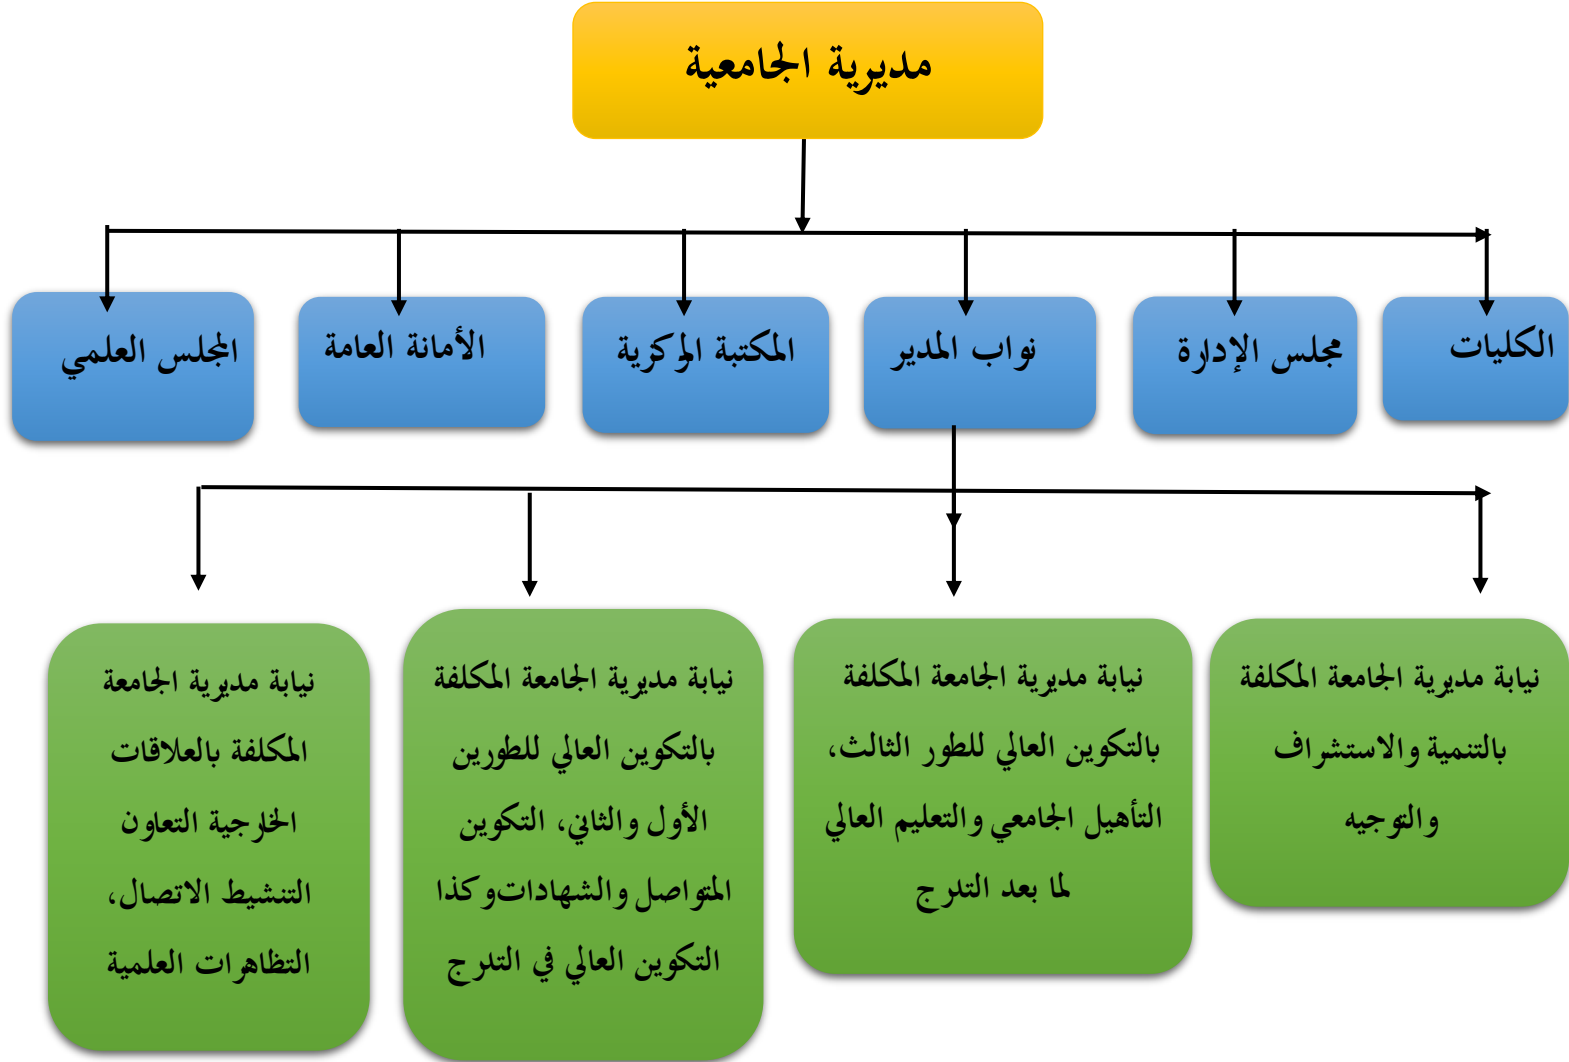 مديرية الجامعية
الكليات
مجلس الإدارة
نواب المدير
المكتبة المركزية
الأمانة العامة
المجلس العلمي
نيابة مديرية الجامعة المكلفة
بالتنمية والاستشراف
والتوجيه
نيابة مديرية الجامعة المكلفة
بالتكوين العالي للطور الثالث،
التأهيل الجامعي والتعليم العالي
لما بعد التدرج
نيابة مديرية الجامعة المكلفة
بالتكوين العالي للطورين
الأول والثاني، التكوين
المتواصل والشهادات وكذا
التكوين العالي في التدرج
نيابة مديرية الجامعة
المكلفة بالعلاقات
الخارجية التعاون
التنشيط الاتصال،
التظاهرات العلمية